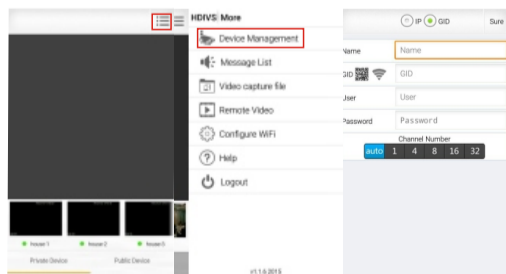 house1
house2
house3
Private Device
Public Device
HDIVS More
Device Management
Message List
Video capture file
Remote Video
Configure WiFi
Help
Logout
v1.1.6.2015
IP GID Sure
Name Name
GID GID
User User
Password Password
Channel Number
auto 1 4 8 16 32